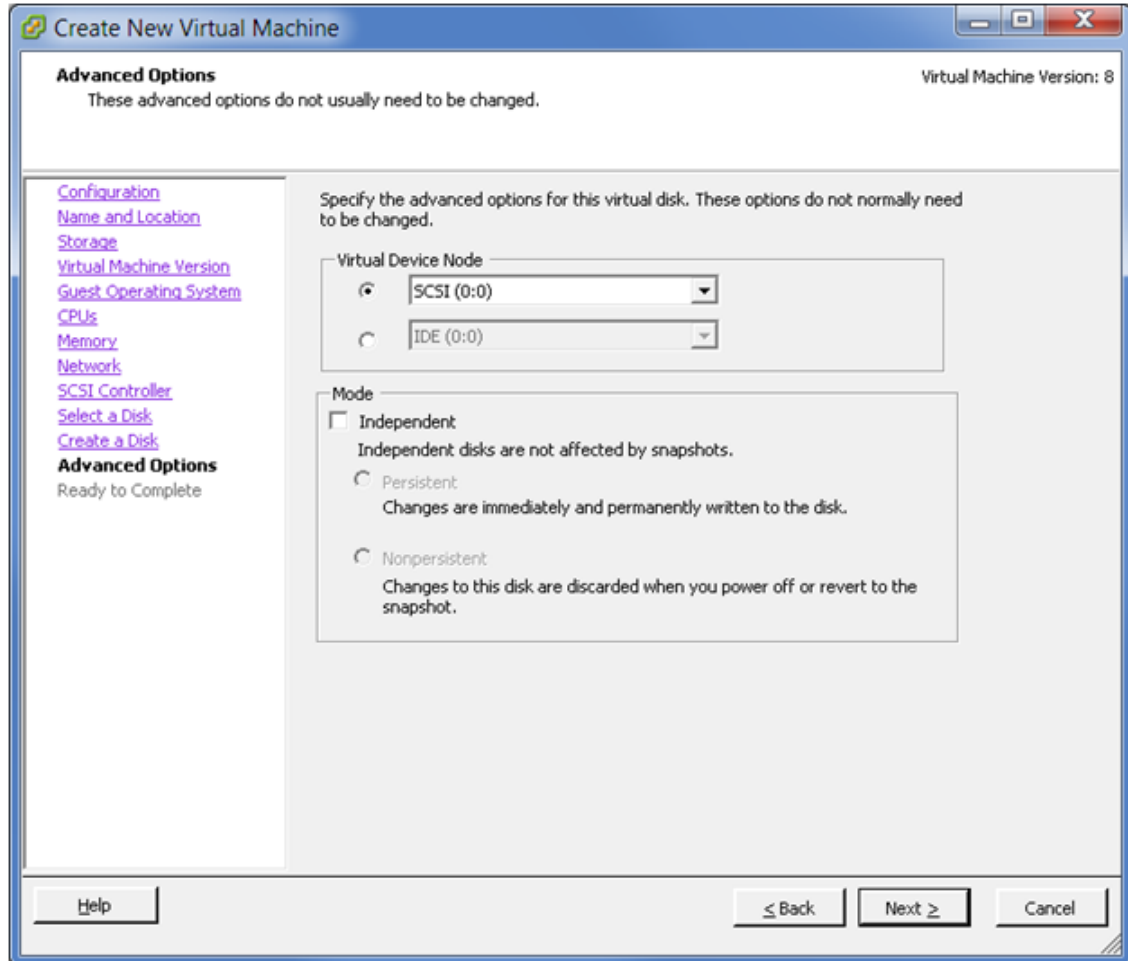 Create New Virtual Machine
Advanced Options
Virtual Machine Version: 8
These advanced options do not usually need to be changed.
Configuration
Name and Location
Storage
Virtual Machine Version
Guest Operating System
CPUs
Memory
Network
SCSI Controller
Select a Disk
Create a Disk
Advanced Options
Ready to Complete
Specify the advanced options for this virtual disk. These options do not normally need
to be changed.
Virtual Device Node
SCSI (0:0)
IDE (0:0)
Mode
Independent
Independent disks are not affected by snapshots.
Persistent
Changes are immediately and permanently written to the disk.
Nonpersistent
Changes to this disk are discarded when you power off or revert to the
snapshot.
Help
< Back
Next >
Cancel